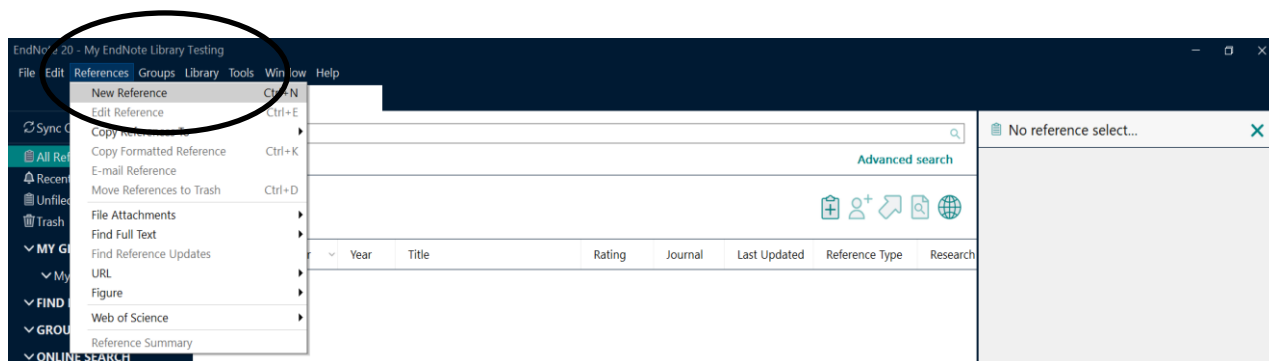 EndNote 20 - My EndNote Library Testing
File Edit References Groups Library Tools Window Help
New Reference Ctrl+N
Edit Reference Ctrl+E
Copy References To
Copy Formatted Reference Ctrl+K
E-mail Reference
Move References to Trash Ctrl+D
File Attachments
Find Full Text
Find Reference Updates
URL
Figure
Web of Science
Reference Summary
Sync
All Ref
Recent
Unfiled
Trash
MY G
My
FIND
GROU
ONLINE SEARCH
Advanced search
Year Title Rating Journal Last Updated Reference Type Research
No reference select...